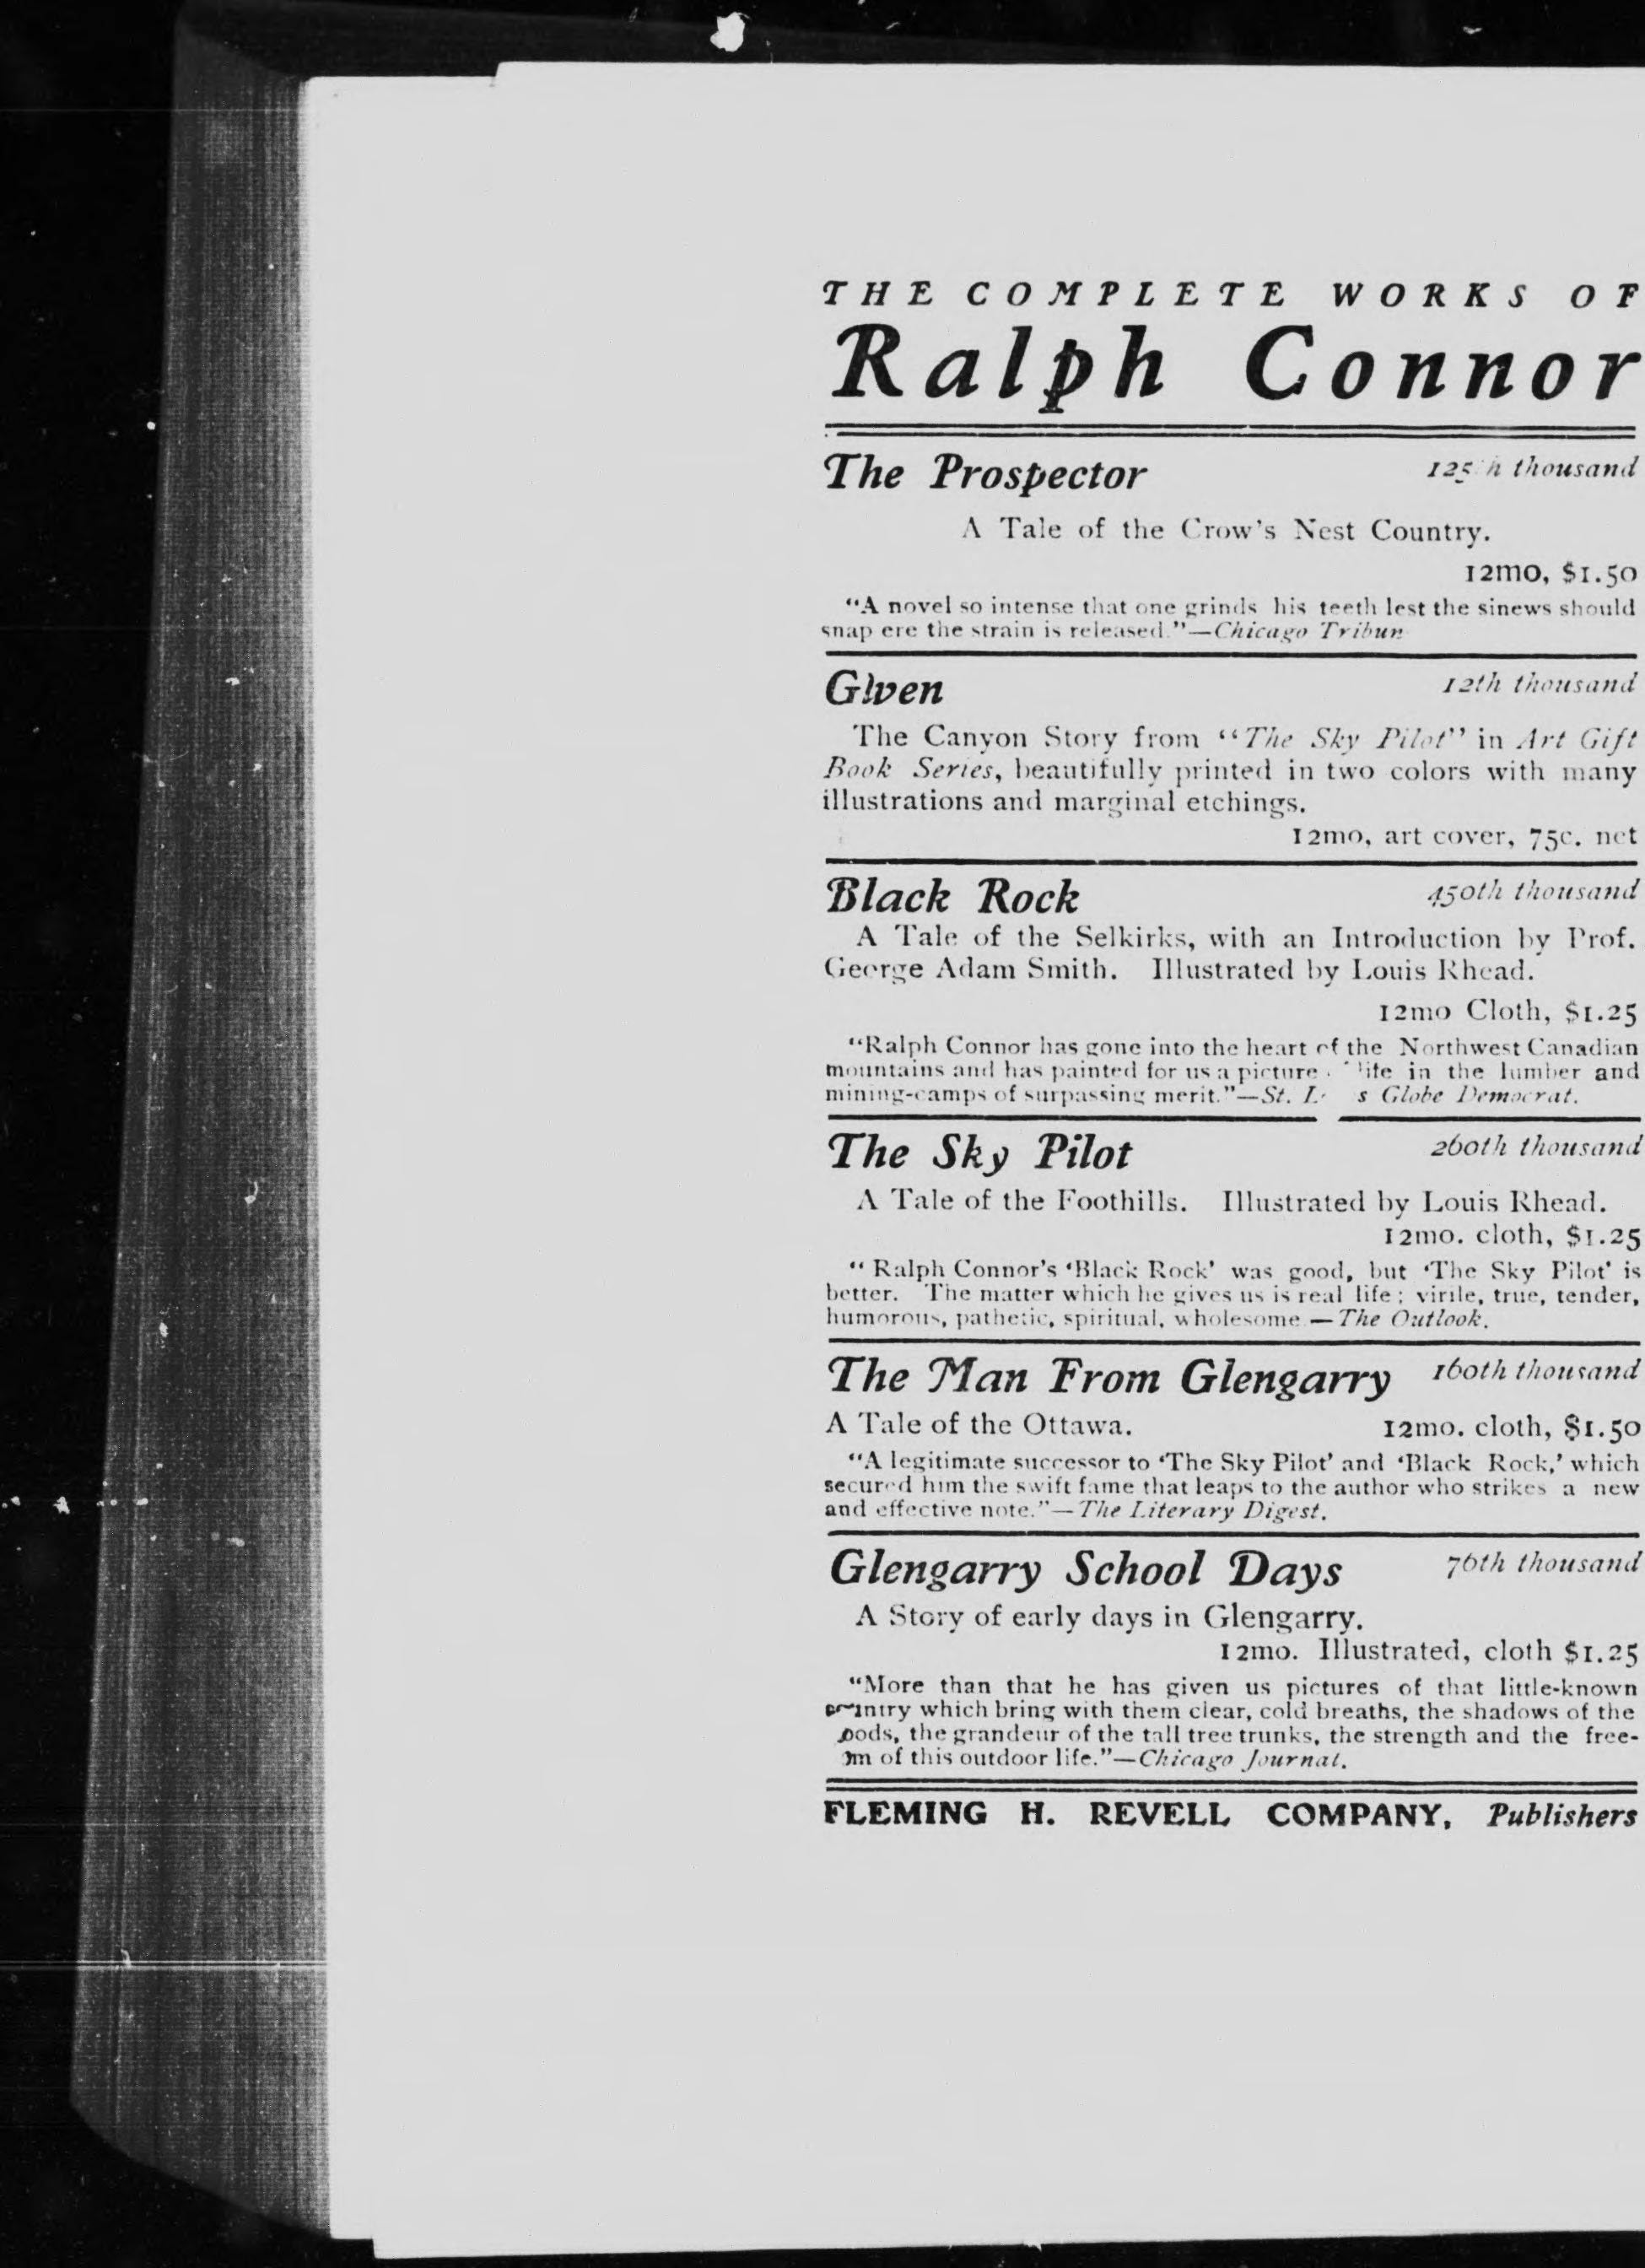 THE COMPLETE WORKS OF
Ralph Connor
The Prospector 125 h thousand
A Tale of the Crow's Nest Country.
12mo, $1.50
"A novel so intense that one grinds his teeth lest the sinews should
snap ere the strain is released."—Chicago Tribun
Gwen 12th thousand
The Canyon Story from "The Sky Pilot" in Art Gift
Book Series, beautifully printed in two colors with many
illustrations and marginal etchings.
12mo, art cover, 75c. net
Black Rock 450th thousand
A Tale of the Selkirks, with an Introduction by Prof.
George Adam Smith. Illustrated by Louis Rhead.
12mo Cloth, $1.25
"Ralph Connor has gone into the heart of the Northwest Canadian
mountains and has painted for us a picture life in the lumber and
mining-camps of surpassing merit."—St. L s Globe Democrat.
The Sky Pilot 260th thousand
A Tale of the Foothills. Illustrated by Louis Rhead.
12mo. cloth, $1.25
" Ralph Connor's 'Black Rock' was good, but 'The Sky Pilot' is
better. The matter which he gives us is real life; virile, true, tender,
humorous, pathetic, spiritual, wholesome.—The Outlook.
The Man From Glengarry 160th thousand
A Tale of the Ottawa. 12mo. cloth, $1.50
"A legitimate successor to 'The Sky Pilot' and 'Black Rock,' which
secured him the swift fame that leaps to the author who strikes a new
and effective note."—The Literary Digest.
Glengarry School Days 76th thousand
A Story of early days in Glengarry.
12mo. Illustrated, cloth $1.25
"More than that he has given us pictures of that little-known
country which bring with them clear, cold breaths, the shadows of the
oods, the grandeur of the tall tree trunks, the strength and the free-
m of this outdoor life."—Chicago Journal.
FLEMING H. REVELL COMPANY, Publishers